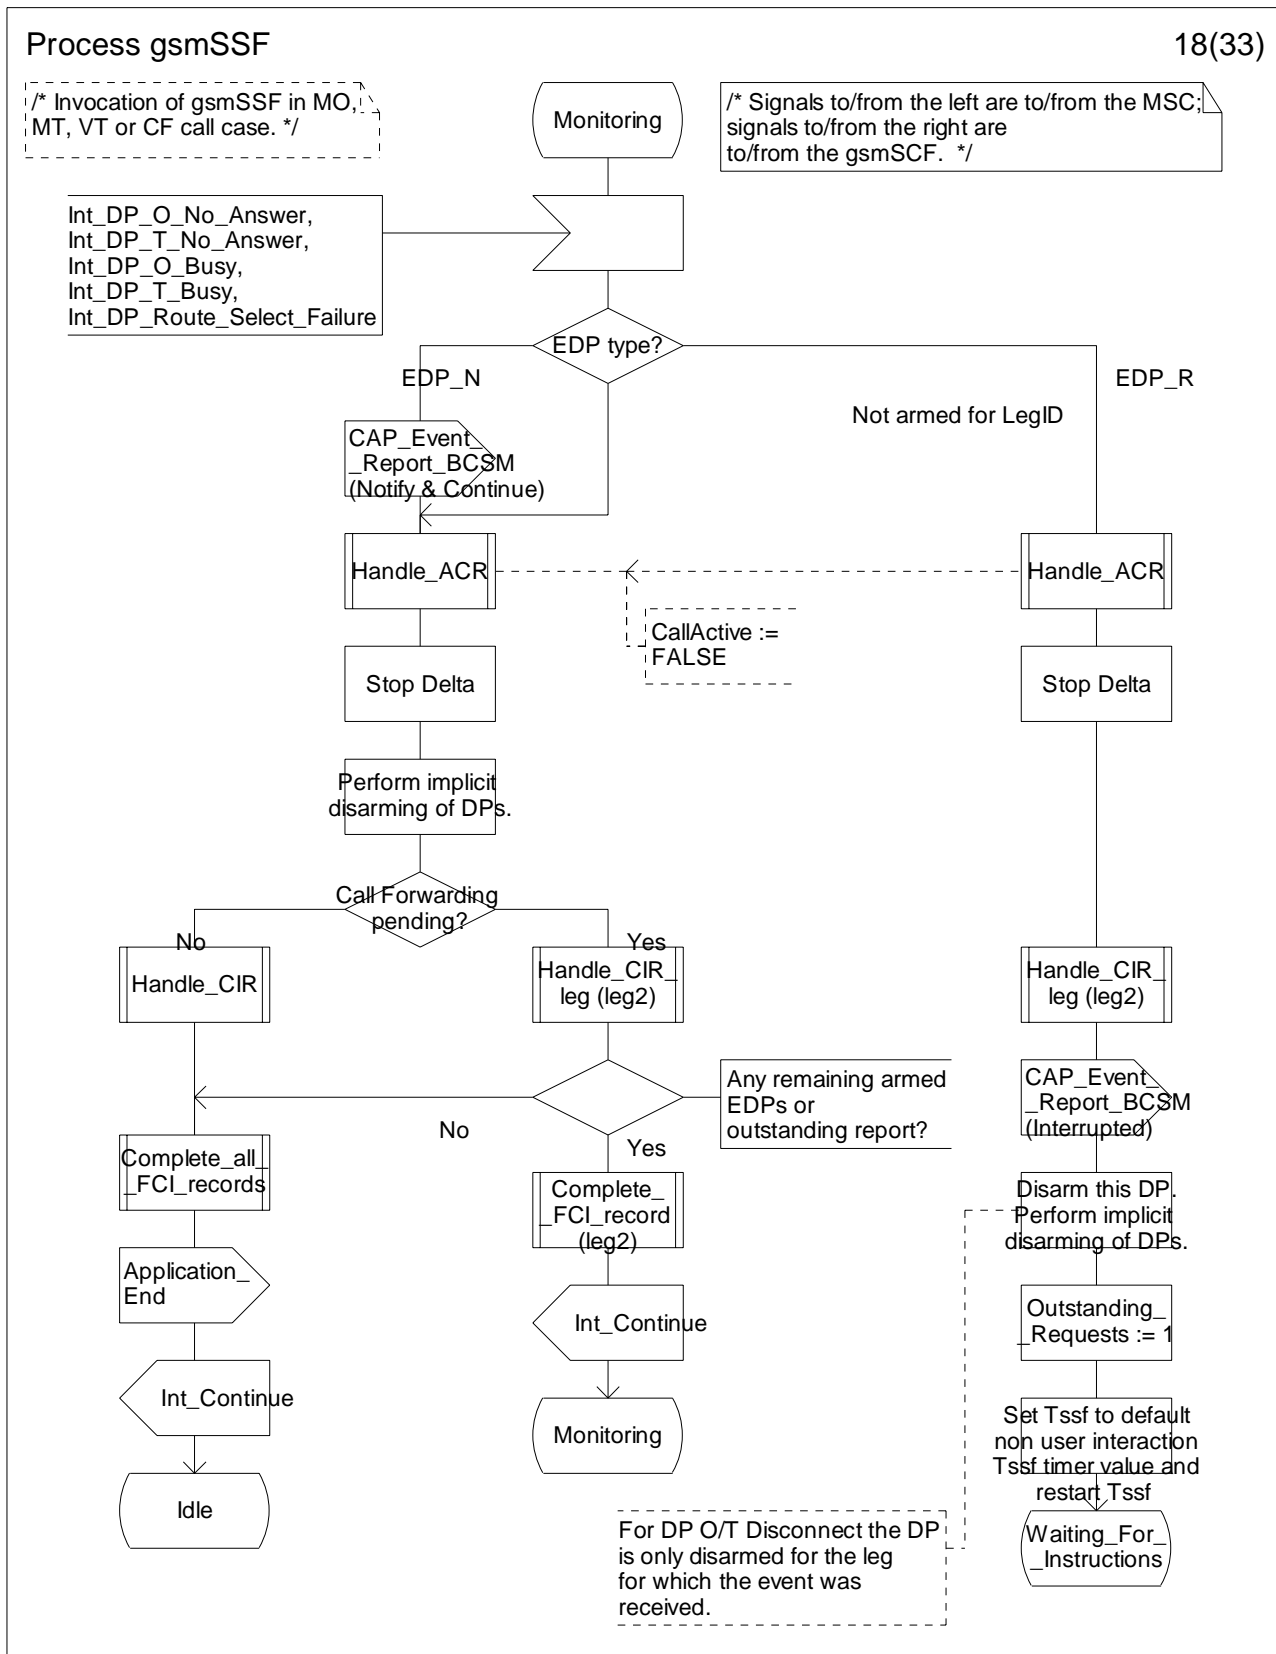 Process gsmSSF
18(33)
/* Invocation of gsmSSF in MO,
MT, VT or CF call case. */
Monitoring
/* Signals to/from the left are to/from the MSC;
signals to/from the right are
to/from the gsmSCF.  */
Int_DP_O_No_Answer,
Int_DP_T_No_Answer,
Int_DP_O_Busy,
Int_DP_T_Busy,
Int_DP_Route_Select_Failure
EDP type?
EDP_N
EDP_R
Not armed for LegID
CAP_Event_
_Report_BCSM
(Notify & Continue)
Handle_ACR
Handle_ACR
CallActive :=
FALSE
Stop Delta
Stop Delta
Perform implicit
disarming of DPs.
Call Forwarding
pending?
No
Yes
Handle_CIR
Handle_CIR_
leg (leg2)
Handle_CIR_
leg (leg2)
Any remaining armed
EDPs or
outstanding report?
CAP_Event_
_Report_BCSM
(Interrupted)
No
Yes
Complete_all_
_FCI_records
Complete_
_FCI_record
(leg2)
Disarm this DP.
Perform implicit
disarming of DPs.
Application_
End
Int_Continue
Outstanding_
_Requests := 1
Int_Continue
Monitoring
Set Tssf to default
non user interaction
Tssf timer value and
restart Tssf
Idle
For DP O/T Disconnect the DP
is only disarmed for the leg
for which the event was
received.
Waiting_For_
_Instructions